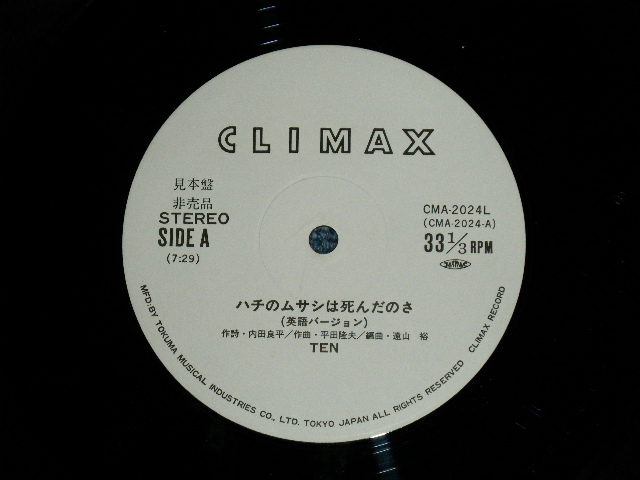 CLIMAX
見本盤
非売品
STEREO
SIDE A
(7:29)
CMA-2024L
(CMA-2024-A)
33 1/3 RPM
ハチのムサシは死んだのさ
(英語バージョン)
作詩・内田良平／作曲・平田隆夫／編曲・遠山 裕
TEN
MFD. BY TOKUMA MUSICAL INDUSTRIES CO., LTD. TOKYO JAPAN ALL RIGHTS RESERVED CLIMAX RECORD